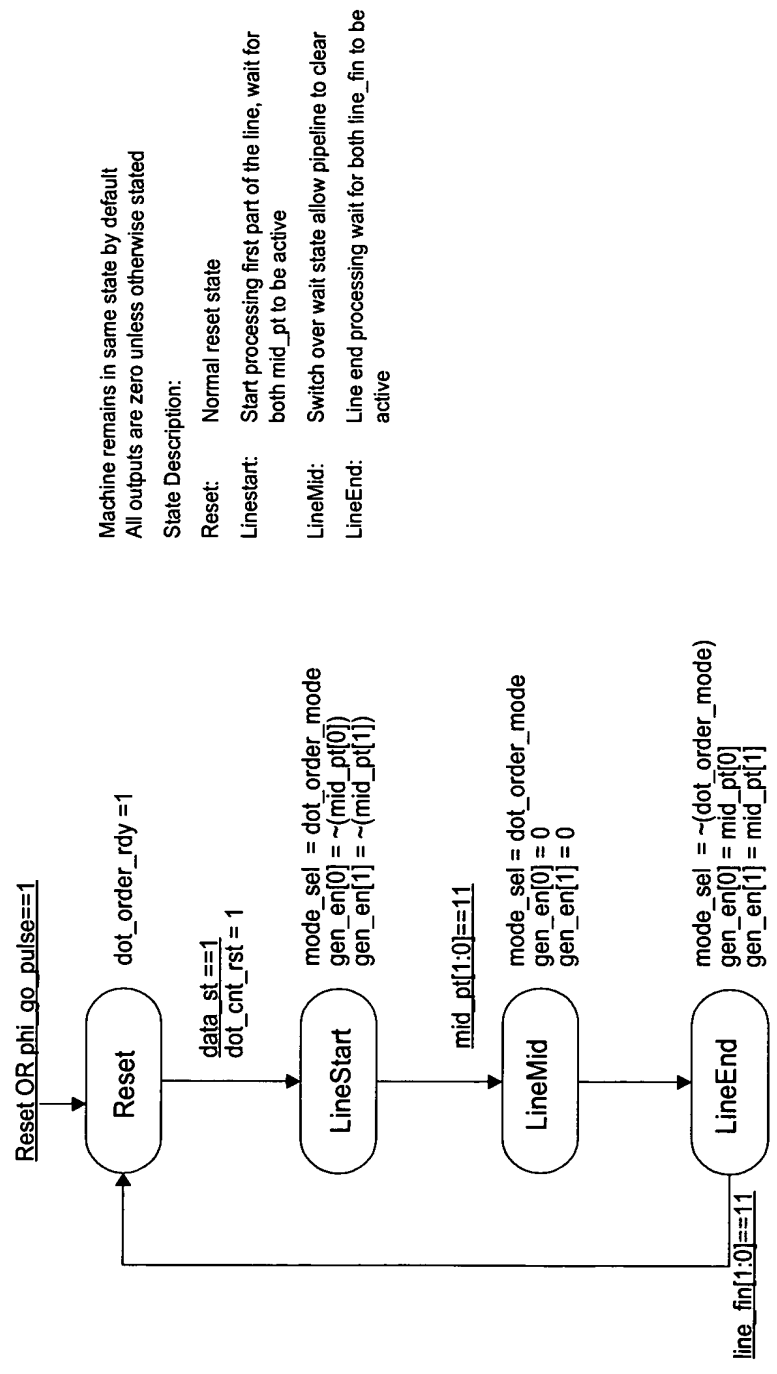 Reset OR phi_go_pulse==1
Reset
dot_order_rdy =1
data_st ==1
dot_cnt_rst = 1
LineStart
mode_sel = dot_order_mode
gen_en[0] = ~(mid_pt[0])
gen_en[1] = ~(mid_pt[1])
mid_pt[1:0]==11
LineMid
mode_sel = dot_order_mode
gen_en[0] = 0
gen_en[1] = 0
LineEnd
mode_sel = ~(dot_order_mode)
gen_en[0] = mid_pt[0]
gen_en[1] = mid_pt[1]
line_fin[1:0]==11
Machine remains in same state by default
All outputs are zero unless otherwise stated
State Description:
Reset: Normal reset state
Linestart: Start processing first part of the line, wait for
both mid_pt to be active
LineMid: Switch over wait state allow pipeline to clear
LineEnd: Line end processing wait for both line_fin to be
active